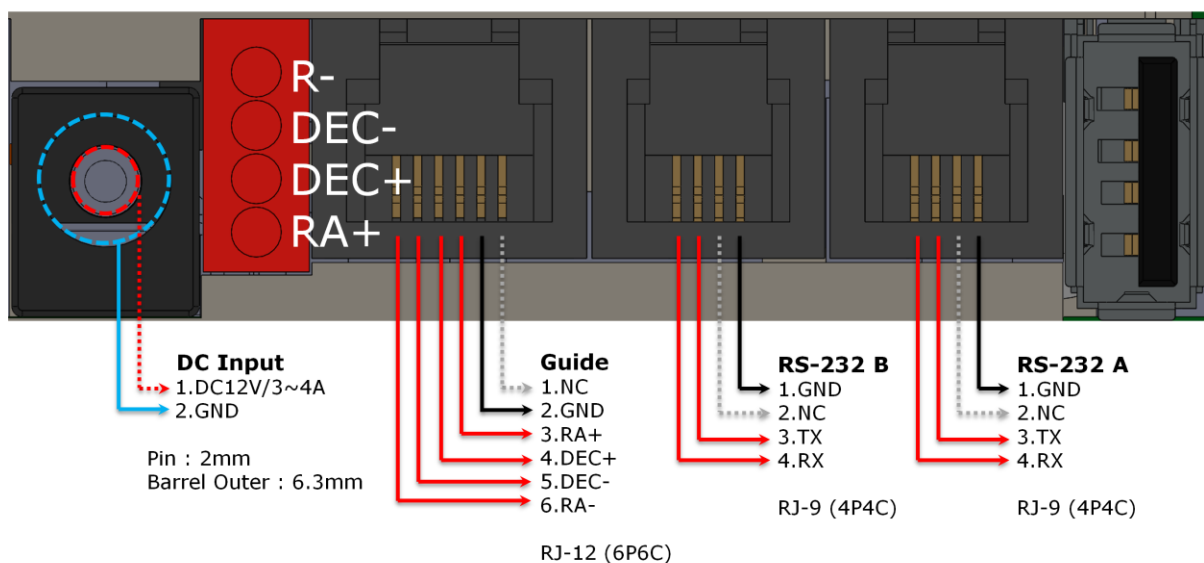 R-
DEC-
DEC+
RA+
DC Input
1.DC12V/3~4A
2.GND
Pin : 2mm
Barrel Outer : 6.3mm
Guide
1.NC
2.GND
3.RA+
4.DEC+
5.DEC-
6.RA-
RJ-12 (6P6C)
RS-232 B
1.GND
2.NC
3.TX
4.RX
RJ-9 (4P4C)
RS-232 A
1.GND
2.NC
3.TX
4.RX
RJ-9 (4P4C)